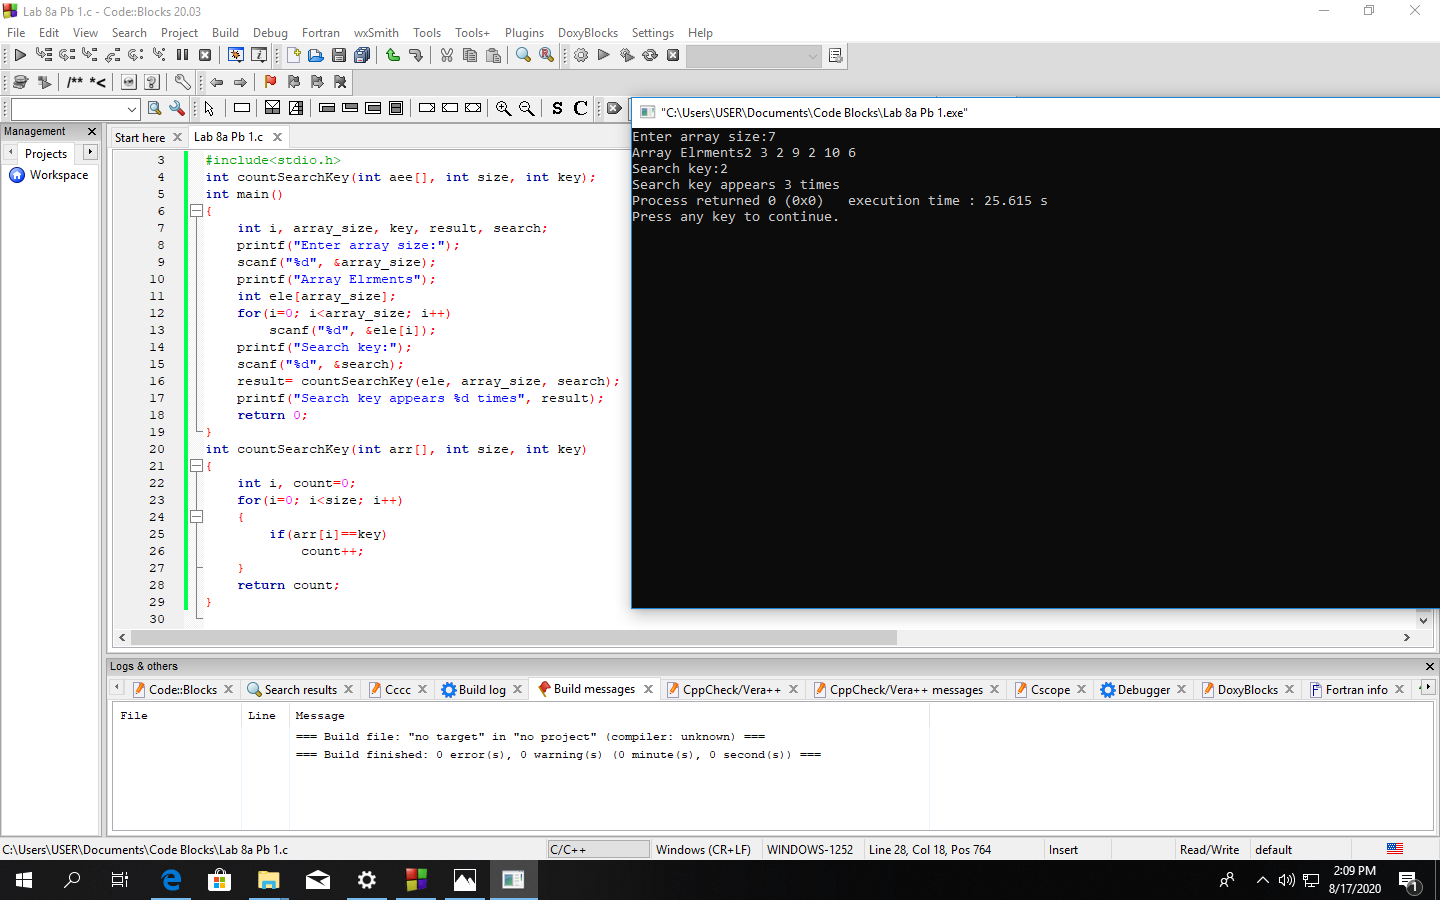 Lab 8a Pb 1.c - Code::Blocks 20.03
File Edit View Search Project Build Debug Fortran wxSmith Tools Tools+ Plugins DoxyBlocks Settings Help
/** *<
S C
Management
Projects
Workspace
Start here Lab 8a Pb 1.c
3 #include<stdio.h>
4 int countSearchKey(int aee[], int size, int key);
5 int main()
6 {
7 int i, array_size, key, result, search;
8 printf("Enter array size:");
9 scanf("%d", &array_size);
10 printf("Array Elrments");
11 int ele[array_size];
12 for(i=0; i<array_size; i++)
13 scanf("%d", &ele[i]);
14 printf("Search key:");
15 scanf("%d", &search);
16 result= countSearchKey(ele, array_size, search);
17 printf("Search key appears %d times", result);
18 return 0;
19 }
20 int countSearchKey(int arr[], int size, int key)
21 {
22 int i, count=0;
23 for(i=0; i<size; i++)
24 {
25 if(arr[i]==key)
26 count++;
27 }
28 return count;
29 }
30
"C:\Users\USER\Documents\Code Blocks\Lab 8a Pb 1.exe"
Enter array size:7
Array Elrments2 3 2 9 2 10 6
Search key:2
Search key appears 3 times
Process returned 0 (0x0)   execution time : 25.615 s
Press any key to continue.
Logs & others
Code::Blocks Search results Cccc Build log Build messages CppCheck/Vera++ CppCheck/Vera++ messages Cscope Debugger DoxyBlocks Fortran info
File Line Message
=== Build file: "no target" in "no project" (compiler: unknown) ===
=== Build finished: 0 error(s), 0 warning(s) (0 minute(s), 0 second(s)) ===
C:\Users\USER\Documents\Code Blocks\Lab 8a Pb 1.c C/C++ Windows (CR+LF) WINDOWS-1252 Line 28, Col 18, Pos 764 Insert Read/Write default
2:09 PM
8/17/2020
1